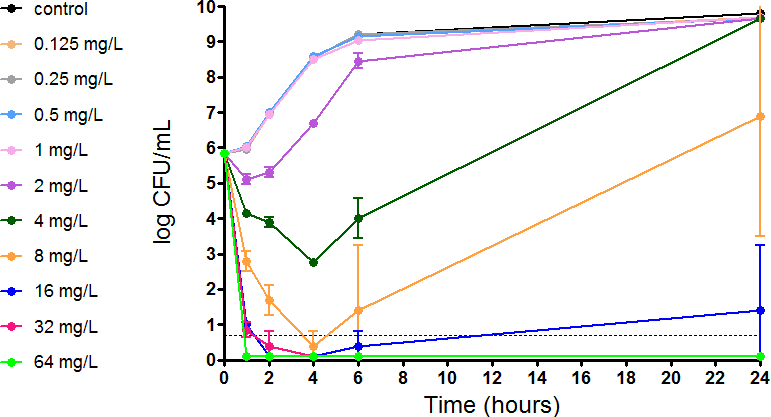 control
0.125 mg/L
0.25 mg/L
0.5 mg/L
1 mg/L
2 mg/L
4 mg/L
8 mg/L
16 mg/L
32 mg/L
64 mg/L
log CFU/mL
10
9
8
7
6
5
4
3
2
1
0
0 2 4 6 8 10 12 14 16 18 20 22 24
Time (hours)